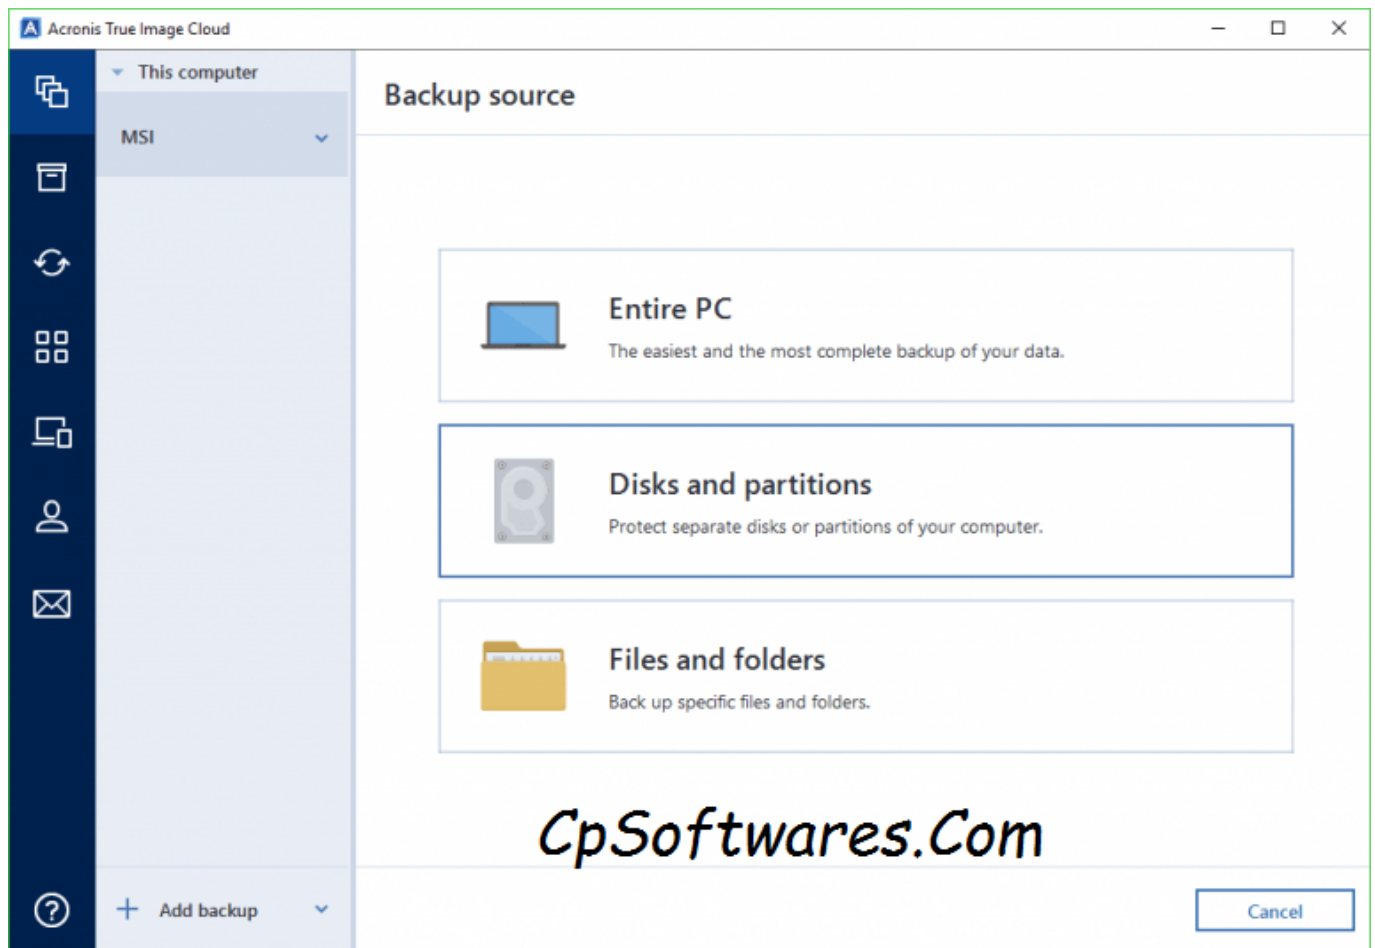 Acronis True Image Cloud
This computer
MSI
Backup source
Entire PC
The easiest and the most complete backup of your data.
Disks and partitions
Protect separate disks or partitions of your computer.
Files and folders
Back up specific files and folders.
CpSoftwares.Com
Add backup
Cancel